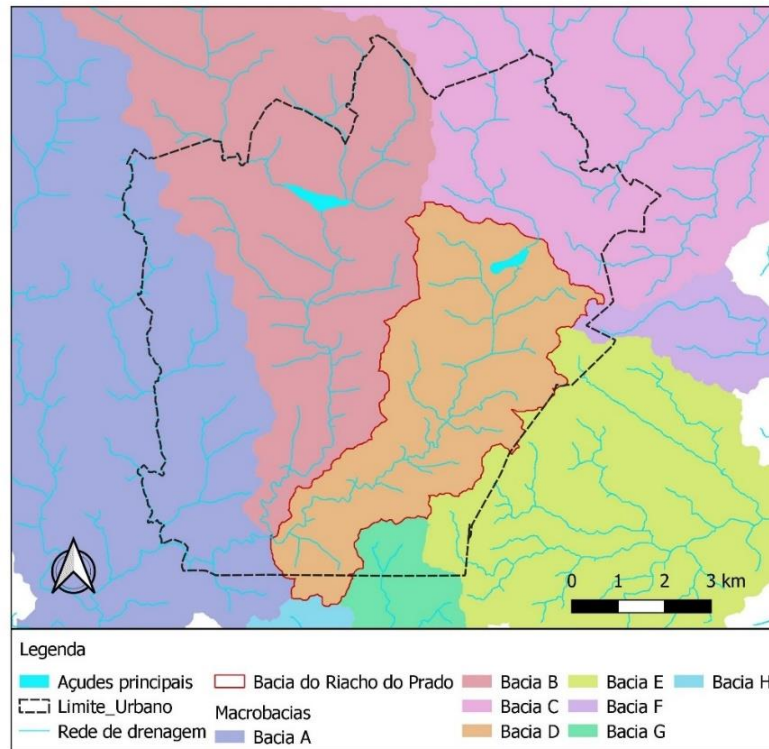 0 1 2 3 km
Legenda
Açudes principais
Limite_Urbano
Rede de drenagem
Bacia do Riacho do Prado
Macrobacias
Bacia A
Bacia B
Bacia C
Bacia D
Bacia E
Bacia F
Bacia G
Bacia H